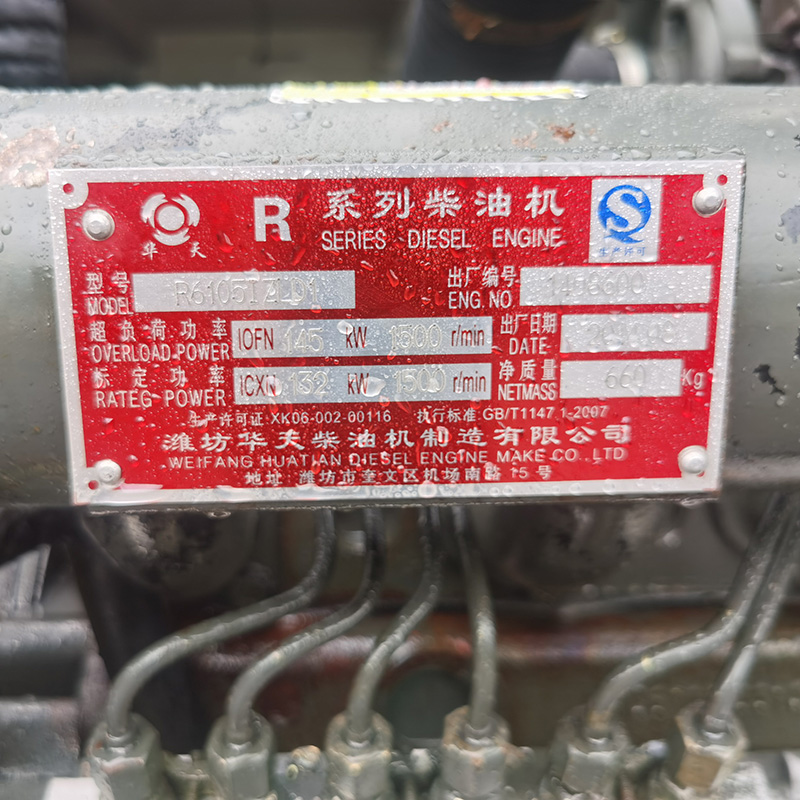 华天 R 系列柴油机
SERIES DIESEL ENGINE
生产许可
型号 MODEL R6105IZLD1 出厂编号 ENG.NO
超负荷功率 OVERLOAD POWER IOFN 145 kW 1500 r/min 出厂日期 DATE
标定功率 RATEG POWER ICXN 132 kW 1500 r/min 净质量 NETMASS 660 Kg
生产许可证:XK06-002-00116 执行标准:GB/T1147.1-2007
潍坊华天柴油机制造有限公司
WEIFANG HUATIAN DIESEL ENGINE MAKE CO.,LTD
地址:潍坊市奎文区机场南路15号